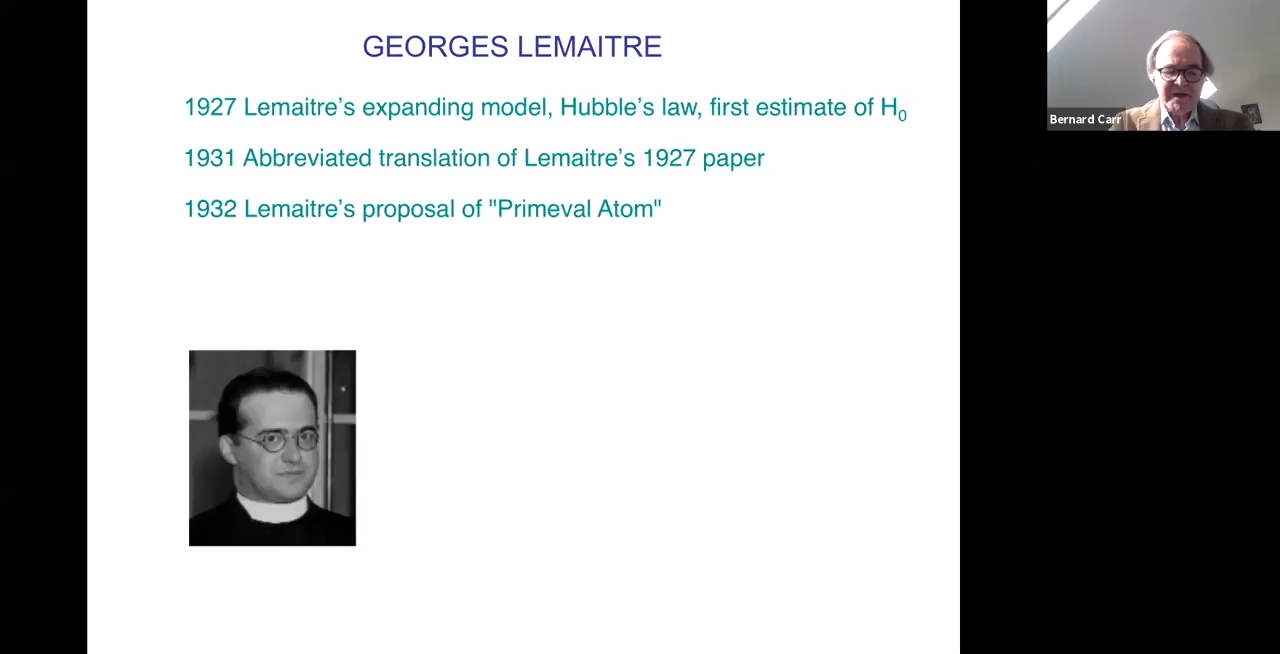 GEORGES LEMAITRE
1927 Lemaitre’s expanding model, Hubble’s law, first estimate of H₀
1931 Abbreviated translation of Lemaitre’s 1927 paper
1932 Lemaitre’s proposal of "Primeval Atom"
Bernard Carr